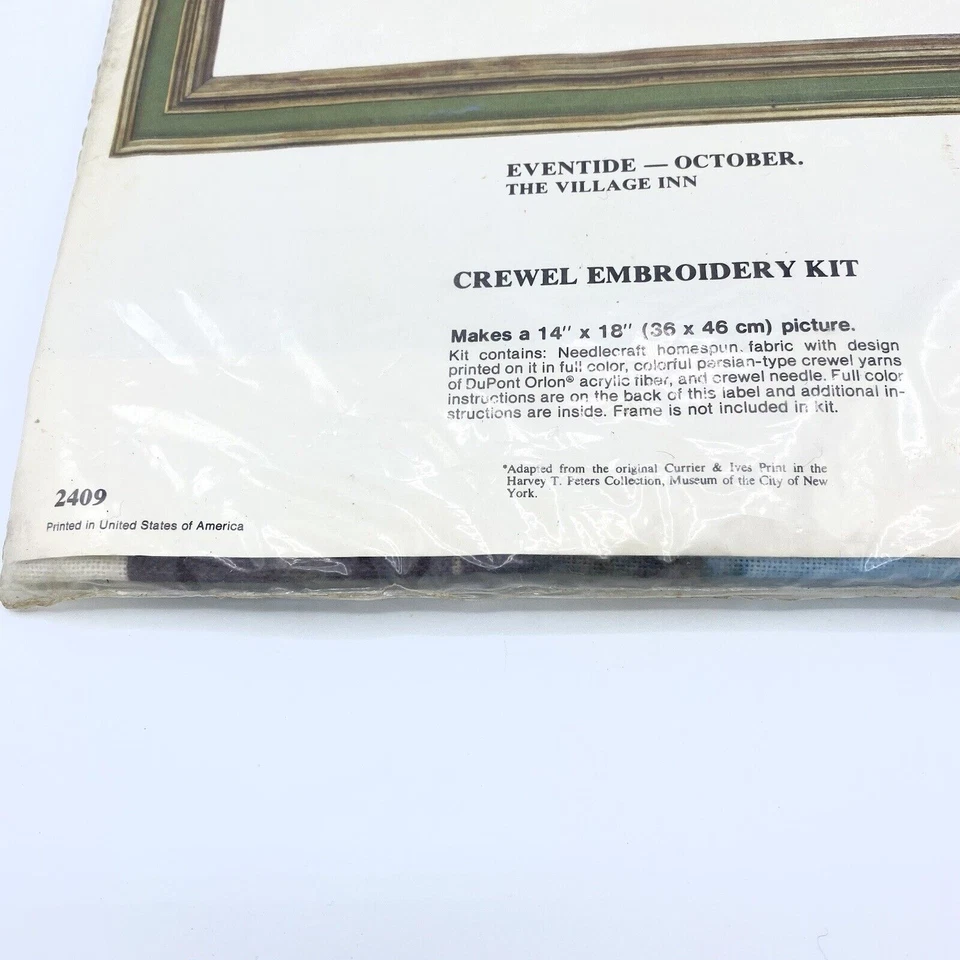 EVENTIDE — OCTOBER.
THE VILLAGE INN
CREWEL EMBROIDERY KIT
Makes a 14" x 18" (36 x 46 cm) picture.
Kit contains: Needlecraft homespun fabric with design
printed on it in full color, colorful persian-type crewel yarns
of DuPont Orlon® acrylic fiber, and crewel needle. Full color
instructions are on the back of this label and additional in-
structions are inside. Frame is not included in kit.
*Adapted from the original Currier & Ives Print in the
Harvey T. Peters Collection, Museum of the City of New
York.
2409
Printed in United States of America